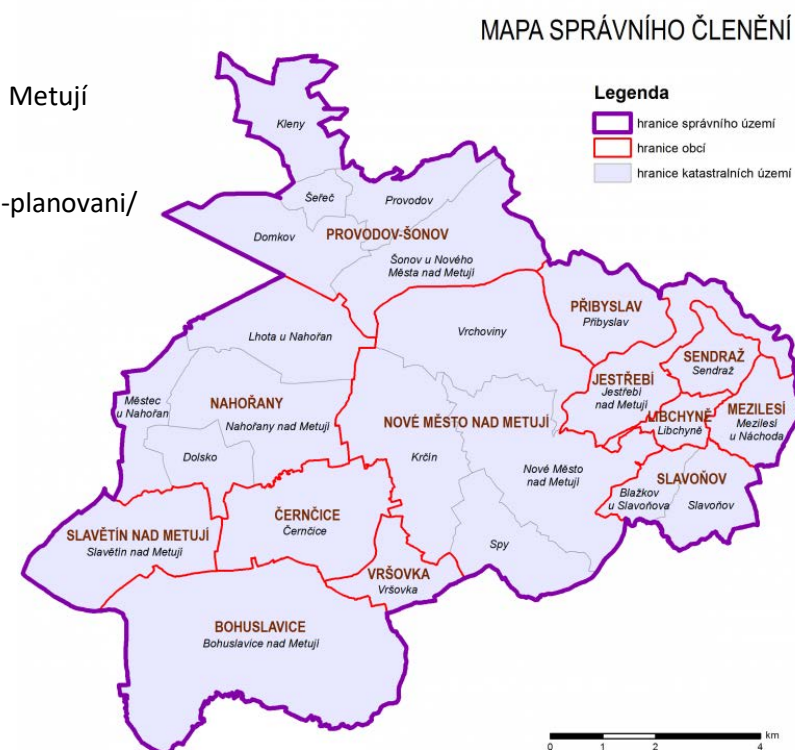 MAPA SPRÁVNÍHO ČLENĚNÍ
Metují
-planovani/
Legenda
hranice správního území
hranice obcí
hranice katastralních území
Kleny
Šeřeč
Provodov
Domkov
PROVODOV-ŠONOV
Šonov u Nového
Města nad Metují
PŘIBYSLAV
Přibyslav
Lhota u Nahořan
Vrchoviny
SENDRAŽ
Sendraž
JESTŘEBÍ
Jestřebí
nad Metují
Městec
u Nahořan
NAHOŘANY
Nahořany nad Metují
NOVÉ MĚSTO NAD METUJÍ
LIBCHYNĚ
Libchyně
MEZILESÍ
Mezilesí
u Náchoda
Dolsko
Krčín
Nové Město
nad Metují
SLAVOŇOV
Blažkov
u Slavoňova
Slavoňov
SLAVĚTÍN NAD METUJÍ
Slavětín nad Metují
ČERNČICE
Černčice
Spy
VRŠOVKA
Vršovka
BOHUSLAVICE
Bohuslavice nad Metují
km
0 1 2 4